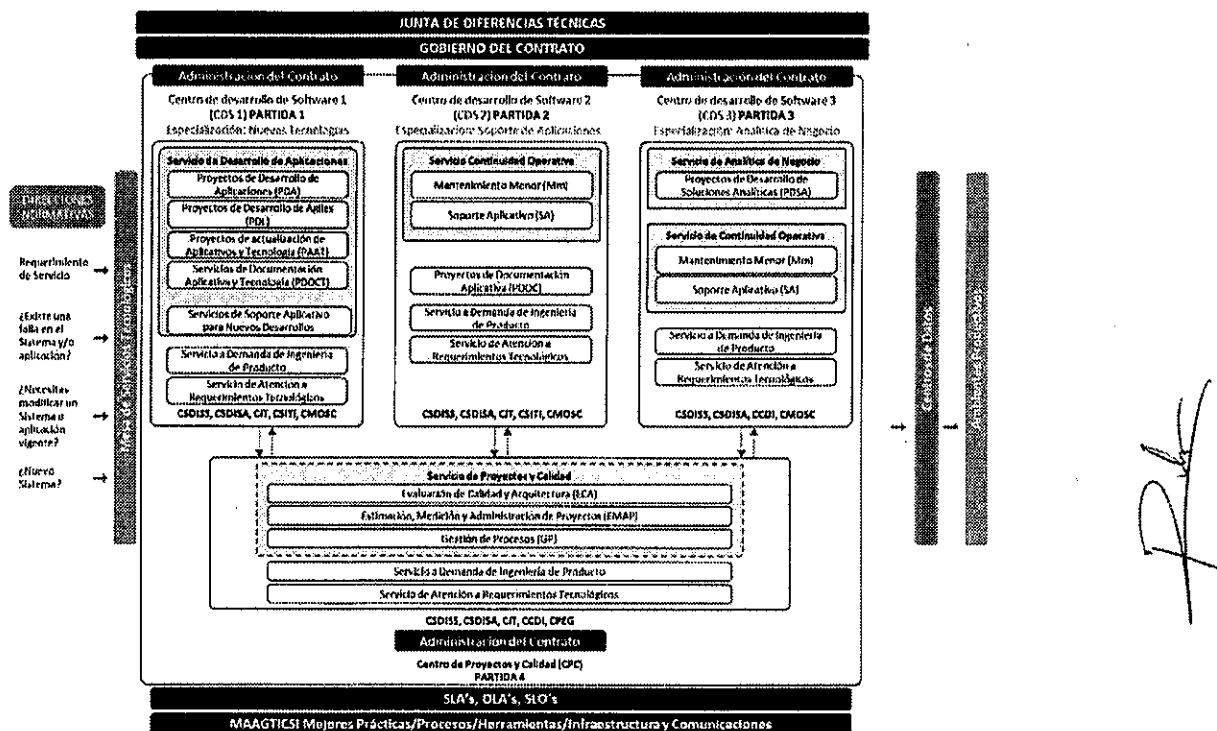 JUNTA DE DIFERENCIAS TÉCNICAS
GOBIERNO DEL CONTRATO
Administracion del Contrato
Centro de desarrollo de Software 1
(CDS 1) PARTIDA 1
Especialización: Nuevas Tecnologías
Servicio de Desarrollo de Aplicaciones
Proyectos de Desarrollo de
Aplicaciones (PDA)
Proyectos de Desarrollo de Ágiles
(PDL)
Proyectos de actualización de
Aplicativos y Tecnología (PAAT)
Servicios de Documentación
Aplicativa y Tecnología (PDOCT)
Servicios de Soporte Aplicativo
para Nuevos Desarrollos
Servicio a Demanda de Ingeniería
de Producto
Servicio de Atención a
Requerimientos Tecnológicos
CSDISS, CSDISA, CIT, CSITI, CMOSC
Administracion del Contrato
Centro de desarrollo de Software 2
(CDS 2) PARTIDA 2
Especialización: Soporte de Aplicaciones
Servicio Continuidad Operativa
Mantenimiento Menor (Mm)
Soporte Aplicativo (SA)
Proyectos de Documentación
Aplicativa (PDOC)
Servicio a Demanda de Ingeniería
de Producto
Servicio de Atención a
Requerimientos Tecnológicos
CSDISS, CSDISA, CIT, CSITI, CMOSC
Administración del Contrato
Centro de desarrollo de Software 3
(CDS 3) PARTIDA 3
Especialización: Analítica de Negocio
Servicio de Analítica de Negocio
Proyectos de Desarrollo de
Soluciones Analíticas (PDSA)
Servicio de Continuidad Operativa
Mantenimiento Menor (Mm)
Soporte Aplicativo (SA)
Servicio a Demanda de Ingeniería
de Producto
Servicio de Atención a
Requerimientos Tecnológicos
CSDISS, CSDISA, CCDI, CMOSC
DIRECCIONES
NORMATIVAS
Requerimiento
de Servicio
¿Existe una
falla en el
Sistema y/o
aplicación?
¿Necesitas
modificar un
Sistema o
aplicación
vigente?
¿Nuevo
Sistema?
Mesa de Servicios Tecnológicos
Centros de Datos
Ambientes Productivos
Servicio de Proyectos y Calidad
Evaluación de Calidad y Arquitectura (ECA)
Estimación, Medición y Administración de Proyectos (EMAP)
Gestión de Procesos (GP)
Servicio a Demanda de Ingeniería de Producto
Servicio de Atención a Requerimientos Tecnológicos
CSDISS, CSDISA, CIT, CCDI, CPEG
Administracion del Contrato
Centro de Proyectos y Calidad (CPC)
PARTIDA 4
SLA's, OLA's, SLO's
MAAGTICSI Mejores Prácticas/Procesos/Herramientas/Infraestructura y Comunicaciones